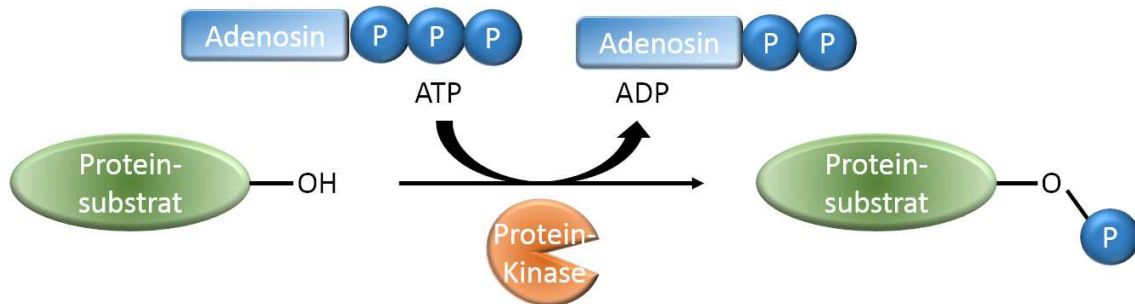 Adenosin P P P
Adenosin P P
ATP
ADP
Protein-
substrat
OH
Protein-
Kinase
Protein-
substrat
O
P